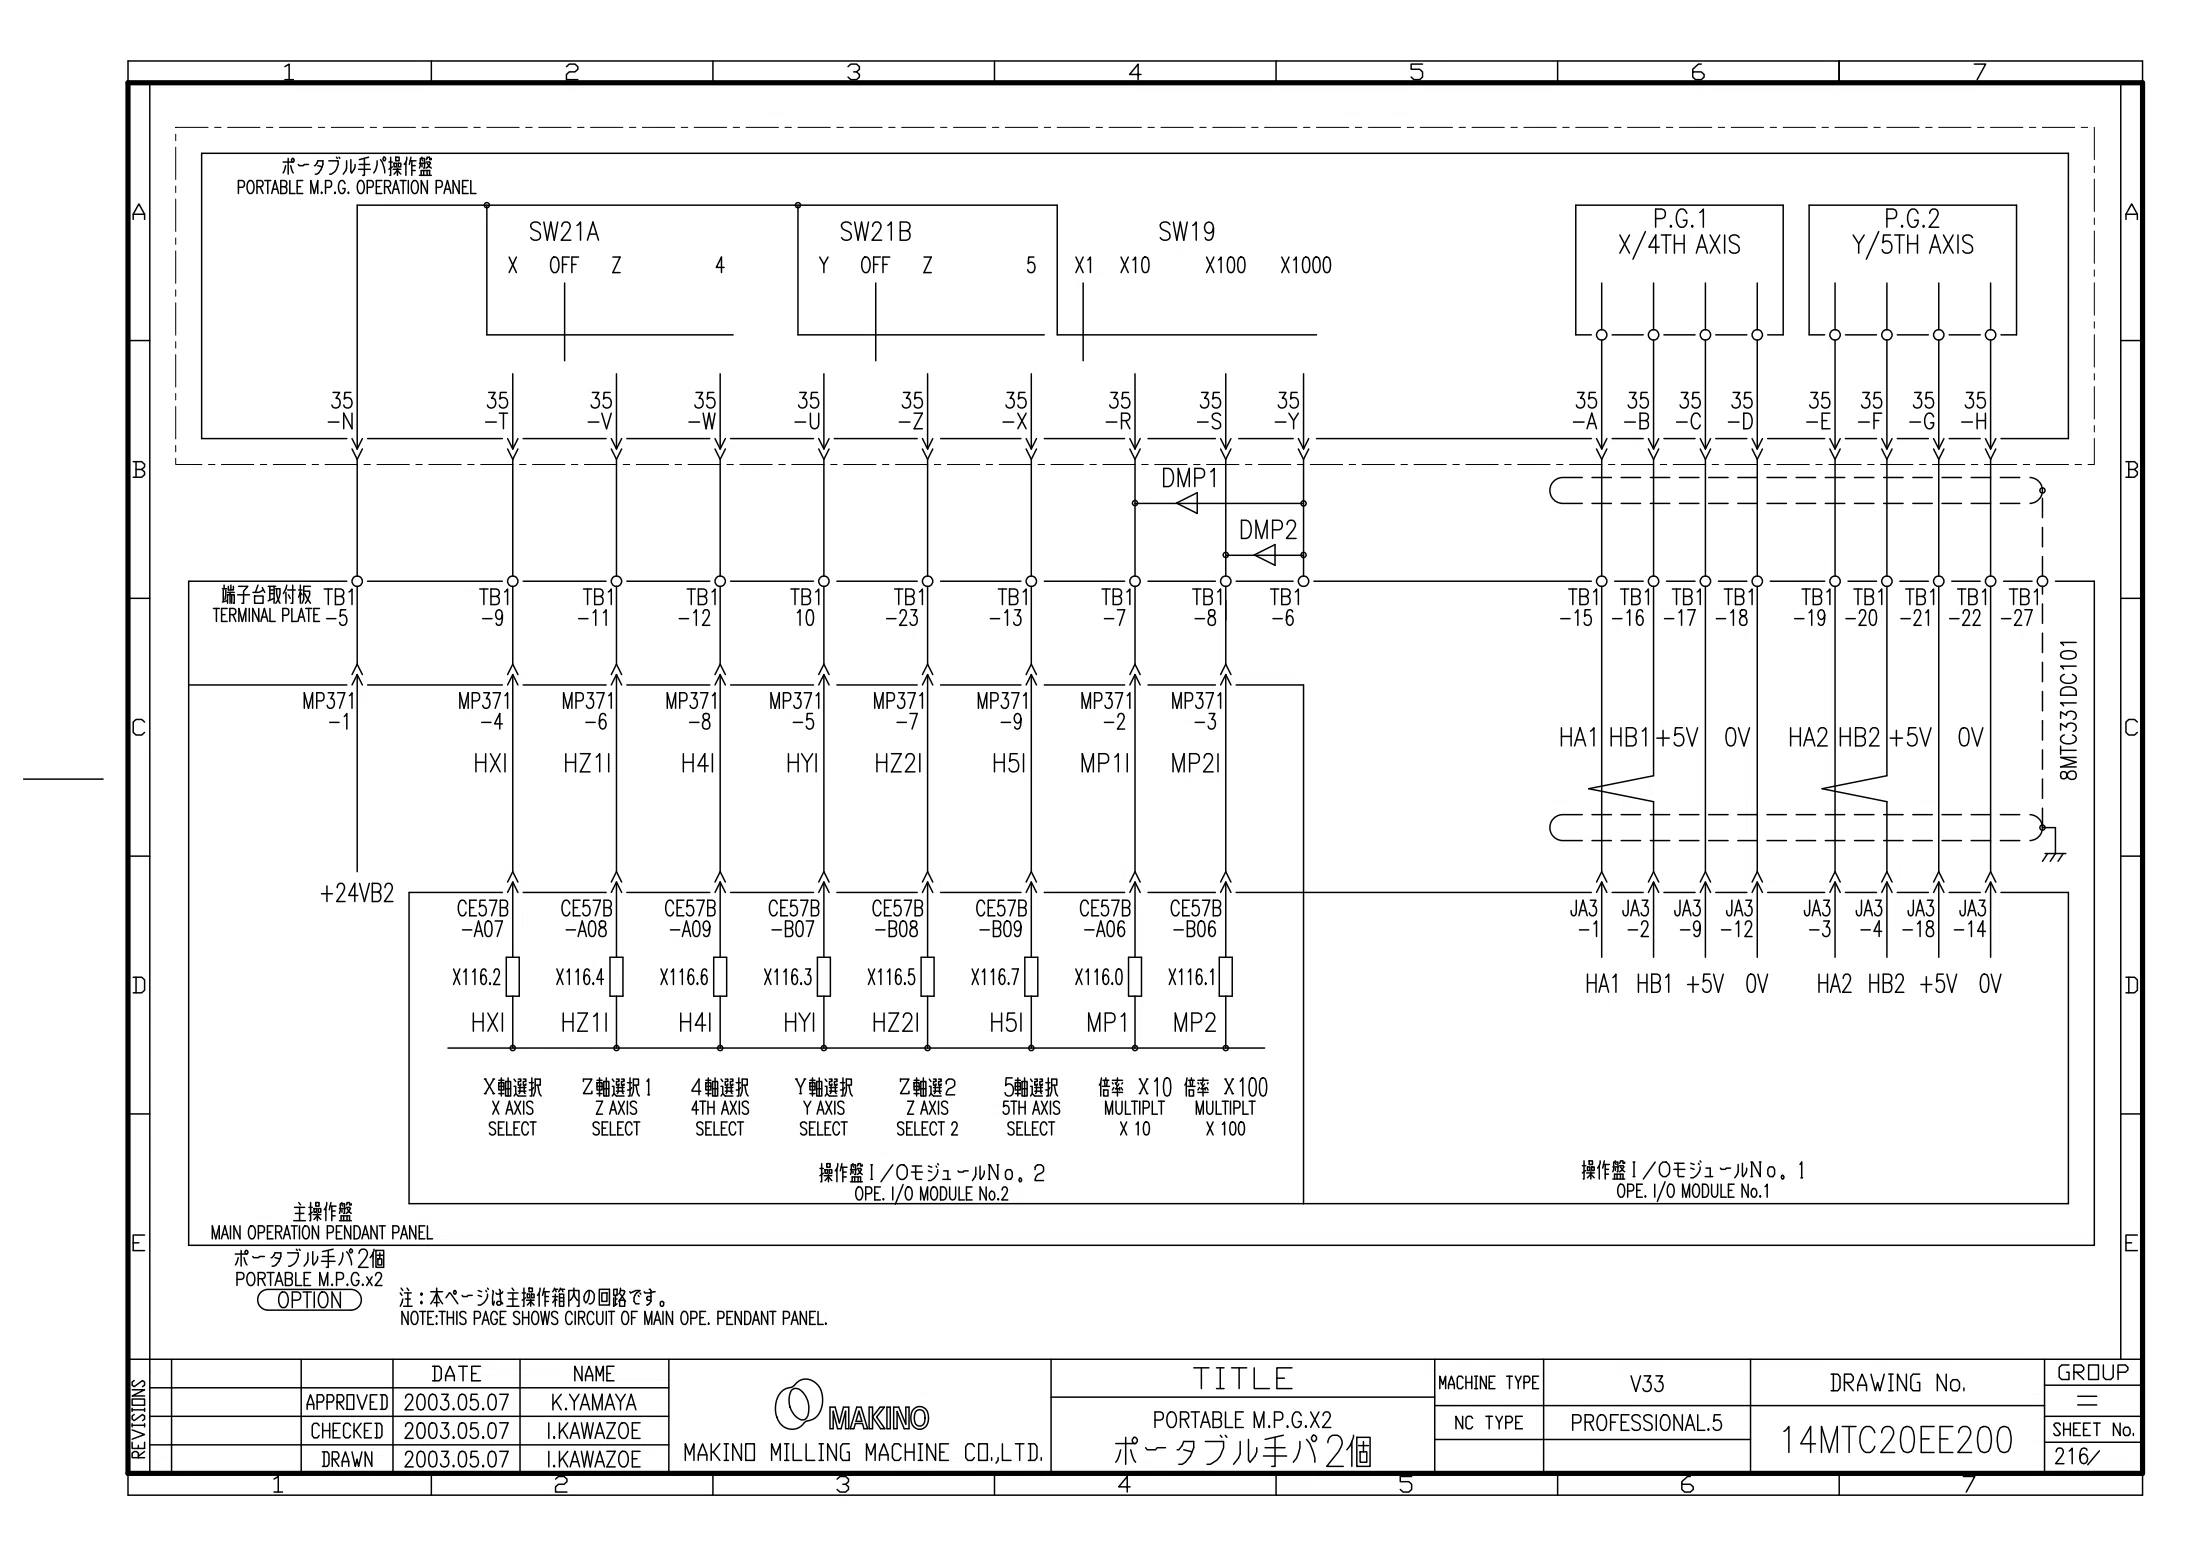 1 2 3 4 5 6 7
A
B
C
D
E
ポータブル手パ操作盤
PORTABLE M.P.G. OPERATION PANEL
SW21A
X OFF Z 4
SW21B
Y OFF Z 5
SW19
X1 X10 X100 X1000
P.G.1
X/4TH AXIS
P.G.2
Y/5TH AXIS
35 35 35 35 35 35 35 35 35 35 35 35 35 35 35 35 35 35
-N -T -V -W -U -Z -X -R -S -Y -A -B -C -D -E -F -G -H
DMP1
DMP2
端子台取付板
TERMINAL PLATE
TB1 TB1 TB1 TB1 TB1 TB1 TB1 TB1 TB1 TB1 TB1 TB1 TB1 TB1 TB1 TB1 TB1 TB1 TB1
-5 -9 -11 -12 10 -23 -13 -7 -8 -6 -15 -16 -17 -18 -19 -20 -21 -22 -27
MP371 MP371 MP371 MP371 MP371 MP371 MP371 MP371 MP371
-1 -4 -6 -8 -5 -7 -9 -2 -3
HXI HZ1I H4I HYI HZ2I H5I MP1I MP2I
HA1 HB1 +5V 0V HA2 HB2 +5V 0V
8MTC331DC101
+24VB2
CE57B CE57B CE57B CE57B CE57B CE57B CE57B CE57B
-A07 -A08 -A09 -B07 -B08 -B09 -A06 -B06
JA3 JA3 JA3 JA3 JA3 JA3 JA3 JA3
-1 -2 -9 -12 -3 -4 -18 -14
X116.2 X116.4 X116.6 X116.3 X116.5 X116.7 X116.0 X116.1
HA1 HB1 +5V 0V HA2 HB2 +5V 0V
HXI HZ1I H4I HYI HZ2I H5I MP1 MP2
X軸選択 Z軸選択1 4軸選択 Y軸選択 Z軸選2 5軸選択 倍率 X10 倍率 X100
X AXIS Z AXIS 4TH AXIS Y AXIS Z AXIS 5TH AXIS MULTIPLT MULTIPLT
SELECT SELECT SELECT SELECT SELECT 2 SELECT X 10 X 100
操作盤I/OモジュールNo。2
OPE. I/O MODULE No.2
操作盤I/OモジュールNo。1
OPE. I/O MODULE No.1
主操作盤
MAIN OPERATION PENDANT PANEL
ポータブル手パ2個
PORTABLE M.P.G.x2
OPTION
注：本ページは主操作箱内の回路です。
NOTE:THIS PAGE SHOWS CIRCUIT OF MAIN OPE. PENDANT PANEL.
A
B
C
D
E
REVISIONS
DATE NAME
APPROVED 2003.05.07 K.YAMAYA
CHECKED 2003.05.07 I.KAWAZOE
DRAWN 2003.05.07 I.KAWAZOE
MAKINO
MAKINO MILLING MACHINE CO.,LTD.
TITLE
PORTABLE M.P.G.X2
ポータブル手パ2個
MACHINE TYPE V33
NC TYPE PROFESSIONAL.5
DRAWING No.
14MTC20EE200
GROUP
=
SHEET No.
216/
1 2 3 4 5 6 7